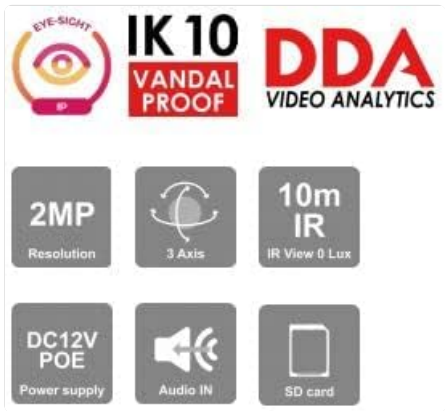 EYE-SIGHT
IP
IK 10
VANDAL
PROOF
DDA
VIDEO ANALYTICS
2MP
Resolution
3 Axis
10m
IR
IR View 0 Lux
DC12V
POE
Power supply
Audio IN
SD card